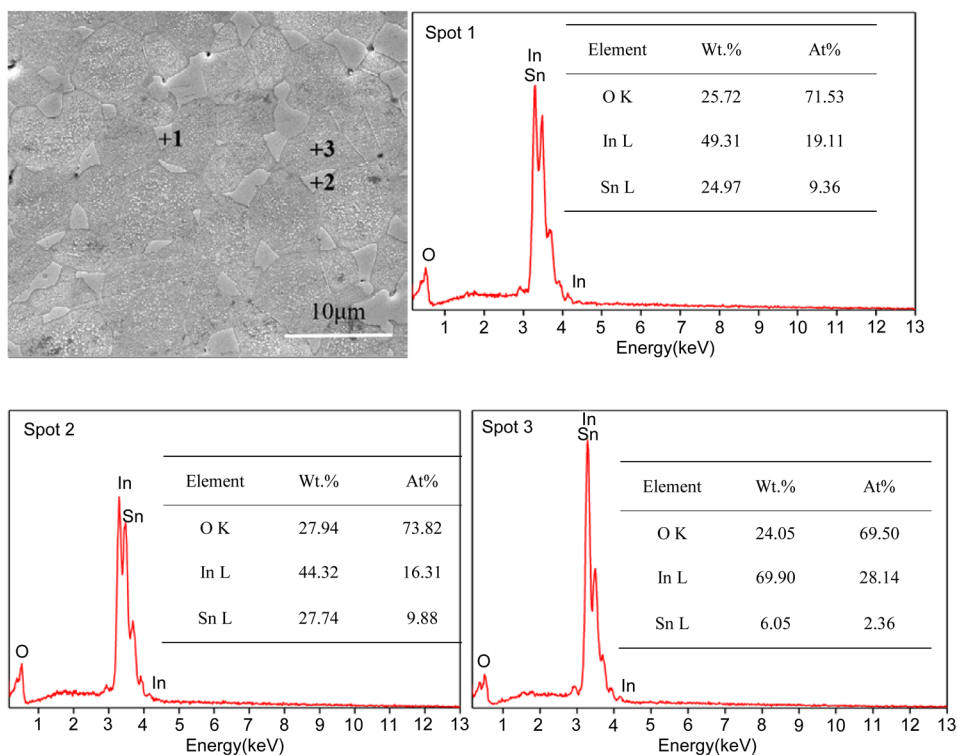 +1
+3
+2
10μm
Spot 1
Element Wt.% At%
O K 25.72 71.53
In L 49.31 19.11
Sn L 24.97 9.36
In
Sn
O
In
1 2 3 4 5 6 7 8 9 10 11 12 13
Energy(keV)
Spot 2
Element Wt.% At%
O K 27.94 73.82
In L 44.32 16.31
Sn L 27.74 9.88
In
Sn
O
In
1 2 3 4 5 6 7 8 9 10 11 12 13
Energy(keV)
Spot 3
Element Wt.% At%
O K 24.05 69.50
In L 69.90 28.14
Sn L 6.05 2.36
In
Sn
O
In
1 2 3 4 5 6 7 8 9 10 11 12 13
Energy(keV)